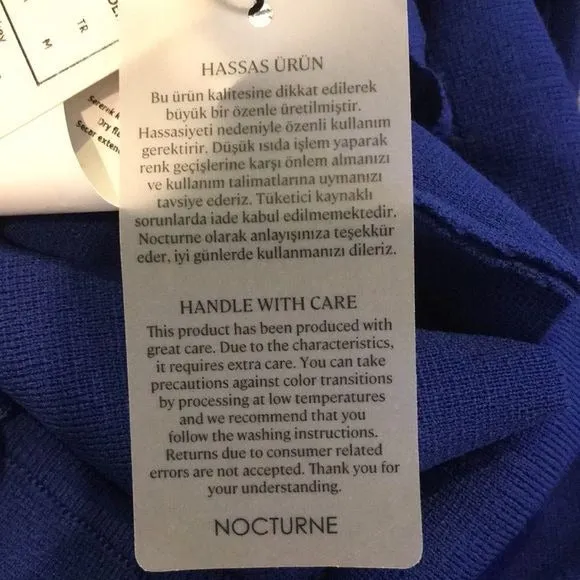 TR
M
Sererek k
Dry fla
Secar exten
HASSAS ÜRÜN
Bu ürün kalitesine dikkat edilerek
büyük bir özenle üretilmiştir.
Hassasiyeti nedeniyle özenli kullanım
gerektirir. Düşük ısıda işlem yaparak
renk geçişlerine karşı önlem almanızı
ve kullanım talimatlarına uymanızı
tavsiye ederiz. Tüketici kaynaklı
sorunlarda iade kabul edilmemektedir.
Nocturne olarak anlayışınıza teşekkür
eder, iyi günlerde kullanmanızı dileriz.
HANDLE WITH CARE
This product has been produced with
great care. Due to the characteristics,
it requires extra care. You can take
precautions against color transitions
by processing at low temperatures
and we recommend that you
follow the washing instructions.
Returns due to consumer related
errors are not accepted. Thank you for
your understanding.
NOCTURNE